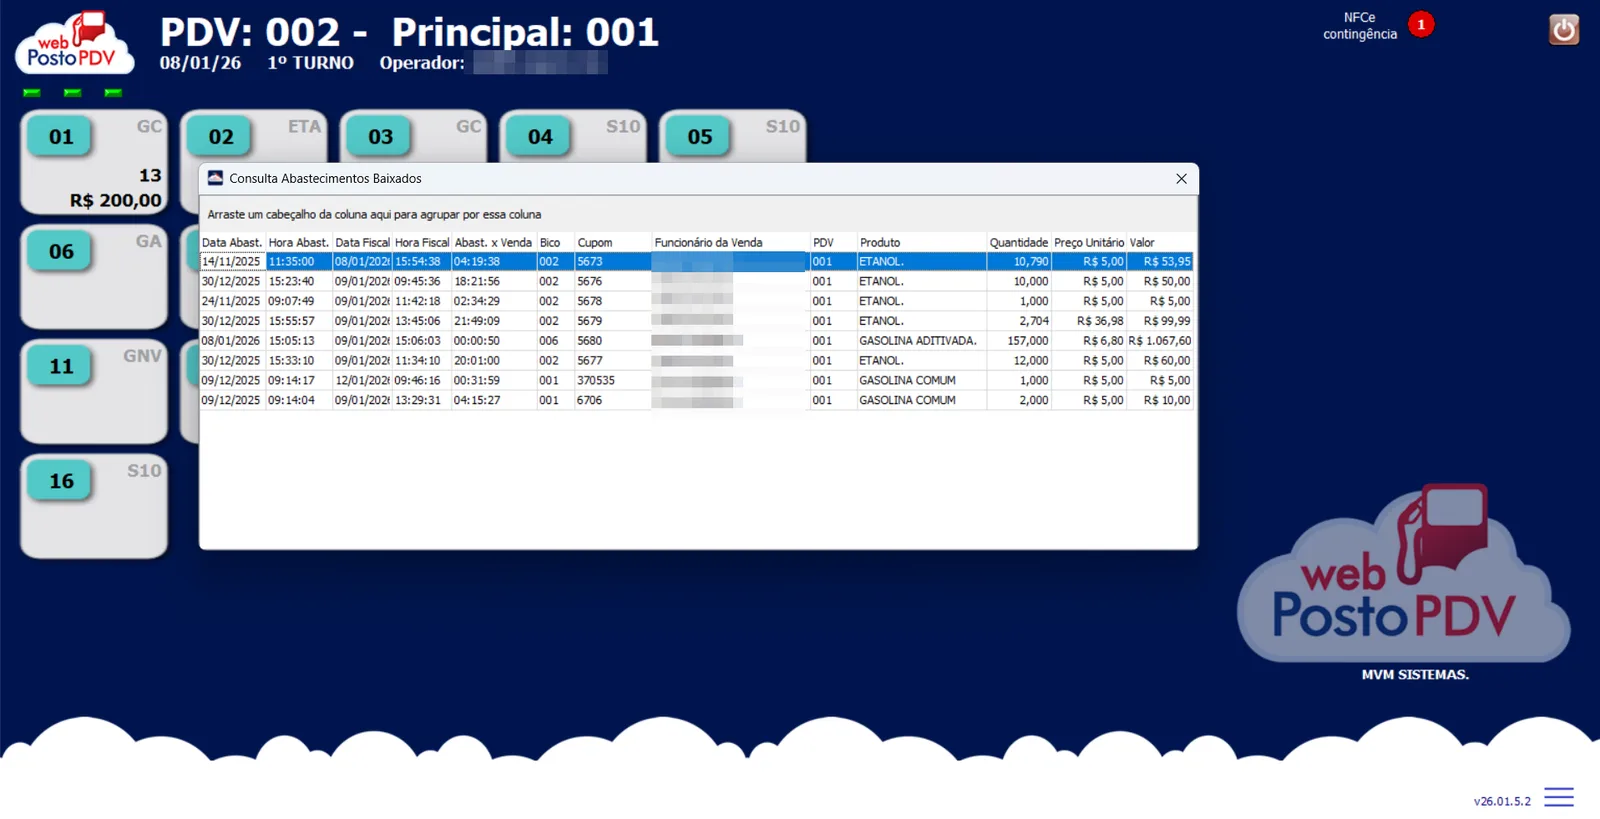 web
PostoPDV
PDV: 002 - Principal: 001
08/01/26 1º TURNO Operador:
NFCe
contingência
1
01 GC
13
R$ 200,00
02 ETA
03 GC
04 S10
05 S10
06 GA
11 GNV
16 S10
Consulta Abastecimentos Baixados
Arraste um cabeçalho da coluna aqui para agrupar por essa coluna
Data Abast. Hora Abast. Data Fiscal Hora Fiscal Abast. x Venda Bico Cupom Funcionário da Venda PDV Produto Quantidade Preço Unitário Valor
14/11/2025 11:35:00 08/01/2026 15:54:38 04:19:38 002 5673 001 ETANOL. 10,790 R$ 5,00 R$ 53,95
30/12/2025 15:23:40 09/01/2026 09:45:36 18:21:56 002 5676 001 ETANOL. 10,000 R$ 5,00 R$ 50,00
24/11/2025 09:07:49 09/01/2026 11:42:18 02:34:29 002 5678 001 ETANOL. 1,000 R$ 5,00 R$ 5,00
30/12/2025 15:55:57 09/01/2026 13:45:06 21:49:09 002 5679 001 ETANOL. 2,704 R$ 36,98 R$ 99,99
08/01/2026 15:05:13 09/01/2026 15:06:03 00:00:50 006 5680 001 GASOLINA ADITIVADA. 157,000 R$ 6,80 R$ 1.067,60
30/12/2025 15:33:10 09/01/2026 11:34:10 20:01:00 002 5677 001 ETANOL. 12,000 R$ 5,00 R$ 60,00
09/12/2025 09:14:17 12/01/2026 09:46:16 00:31:59 001 370535 001 GASOLINA COMUM 1,000 R$ 5,00 R$ 5,00
09/12/2025 09:14:04 09/01/2026 13:29:31 04:15:27 001 6706 001 GASOLINA COMUM 2,000 R$ 5,00 R$ 10,00
web
PostoPDV
MVM SISTEMAS.
v26.01.5.2